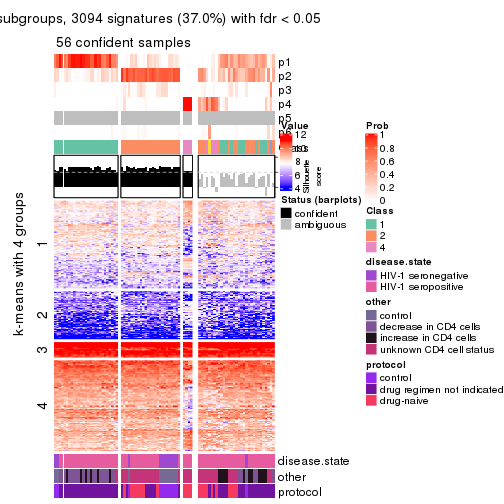 subgroups, 3094 signatures (37.0%) with fdr < 0.05
56 confident samples
p1
p2
p3
p4
p5
Value
12
10
8
6
4
Silhouette
score
Status (barplots)
confident
ambiguous
Prob
1
0.8
0.6
0.4
0.2
0
Class
1
2
4
disease.state
HIV-1 seronegative
HIV-1 seropositive
other
control
decrease in CD4 cells
increase in CD4 cells
unknown CD4 cell status
protocol
control
drug regimen not indicated
drug-naive
k-means with 4 groups
1
2
3
4
disease.state
other
protocol